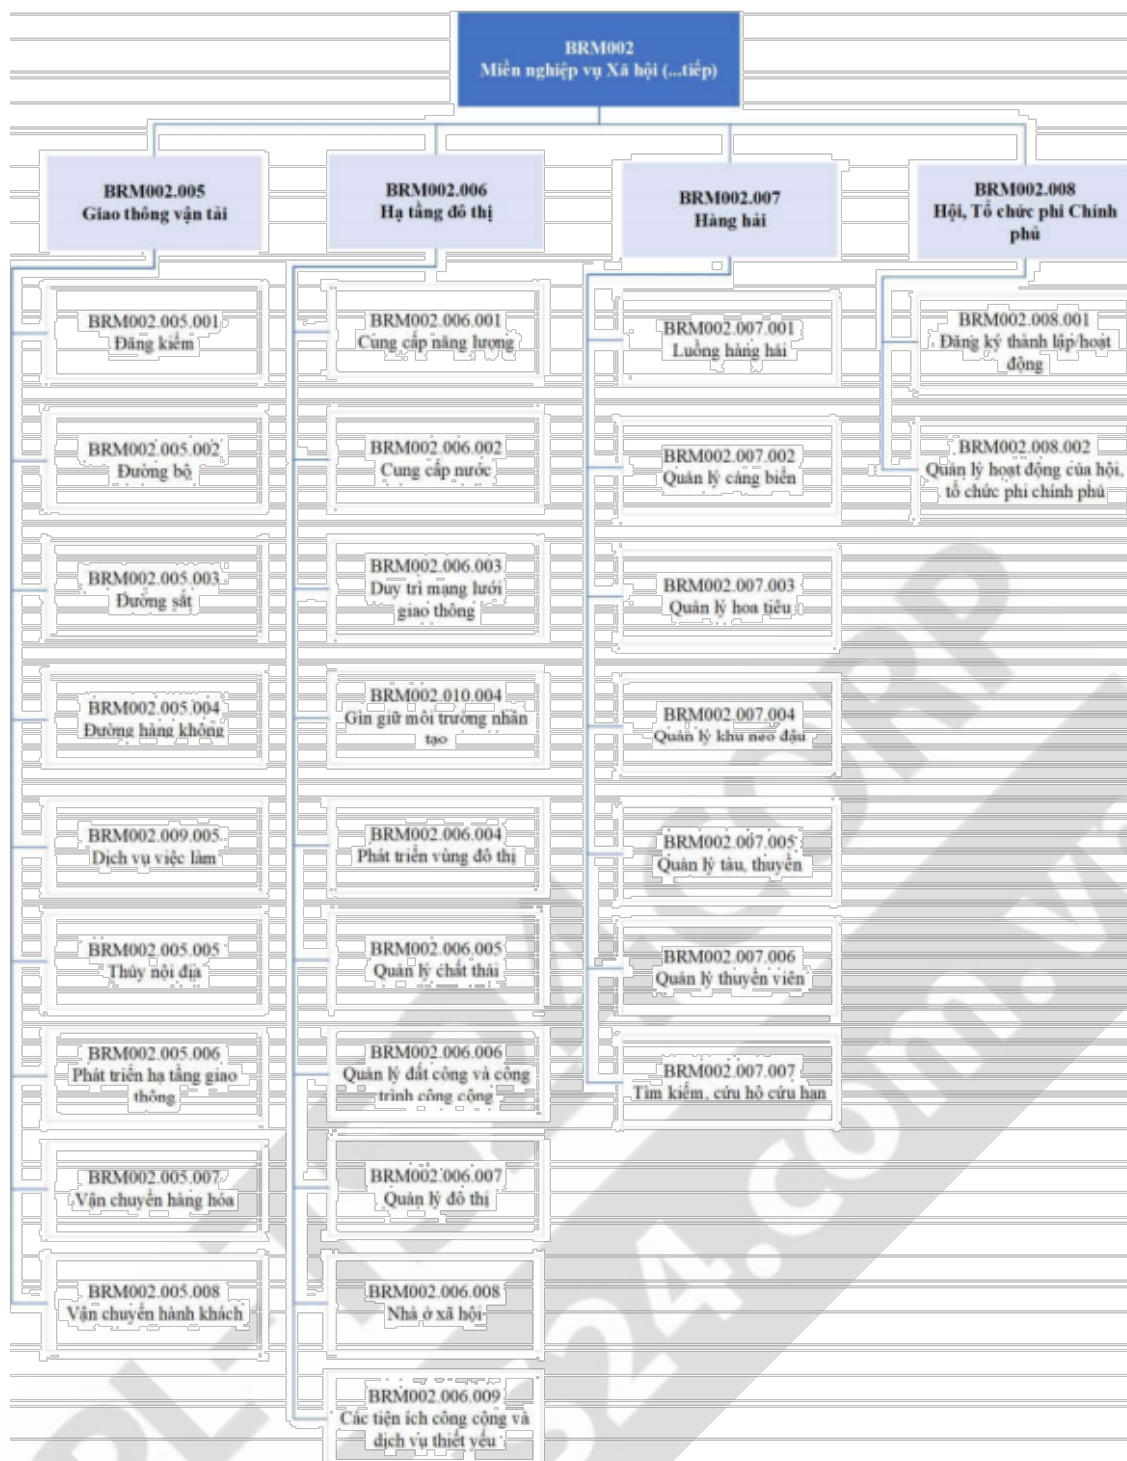 BRM002
Miền nghiệp vụ Xã hội (...tiếp)
BRM002.005
Giao thông vận tải
BRM002.005.001
Đăng kiểm
BRM002.005.002
Đường bộ
BRM002.005.003
Đường sắt
BRM002.005.004
Đường hàng không
BRM002.009.005
Dịch vụ việc làm
BRM002.005.005
Thủy nội địa
BRM002.005.006
Phát triển hạ tầng giao
thông
BRM002.005.007
Vận chuyển hàng hóa
BRM002.005.008
Vận chuyển hành khách
BRM002.006
Hạ tầng đô thị
BRM002.006.001
Cung cấp năng lượng
BRM002.006.002
Cung cấp nước
BRM002.006.003
Duy trì mạng lưới
giao thông
BRM002.010.004
Gìn giữ môi trường nhân
tạo
BRM002.006.004
Phát triển vùng đô thị
BRM002.006.005
Quản lý chất thải
BRM002.006.006
Quản lý đất công và công
trình công cộng
BRM002.006.007
Quản lý đô thị
BRM002.006.008
Nhà ở xã hội
BRM002.006.009
Các tiện ích công cộng và
dịch vụ thiết yếu
BRM002.007
Hàng hải
BRM002.007.001
Luồng hàng hải
BRM002.007.002
Quản lý cảng biển
BRM002.007.003
Quản lý hoa tiêu
BRM002.007.004
Quản lý khu neo đậu
BRM002.007.005
Quản lý tàu, thuyền
BRM002.007.006
Quản lý thuyền viên
BRM002.007.007
Tìm kiếm, cứu hộ cứu hạn
BRM002.008
Hội, Tổ chức phi Chính
phủ
BRM002.008.001
Đăng ký thành lập/hoạt
động
BRM002.008.002
Quản lý hoạt động của hội,
tổ chức phi chính phủ